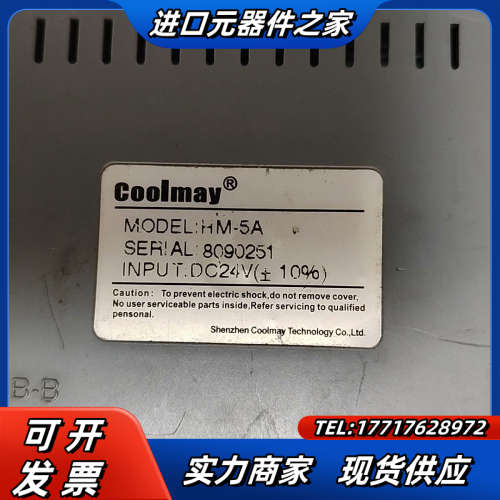 进口元器件之家
Coolmay®
MODEL:HM-5A
SERIAL:8090251
INPUT:DC24V(± 10%)
Caution: To prevent electric shock,do not remove cover,
No user serviceable parts inside.Refer servicing to qualified
pensonal.
Shenzhen Coolmay Technology Co.,Ltd.
B-B
TEL:17717628972
可开
发票
实力商家 现货供应